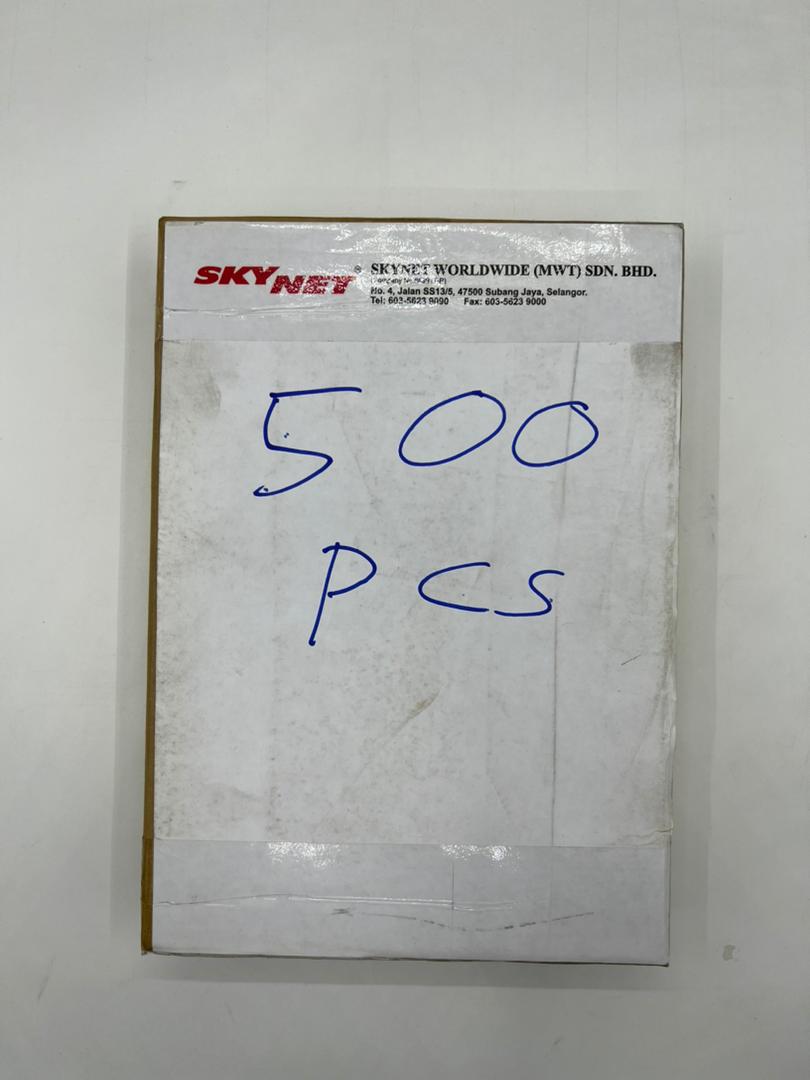 SKYNET® SKYNET WORLDWIDE (MWT) SDN. BHD.
No. 4, Jalan SS13/5, 47500 Subang Jaya, Selangor.
Tel: 603-5623 9090 Fax: 603-5623 9000
500
PCS